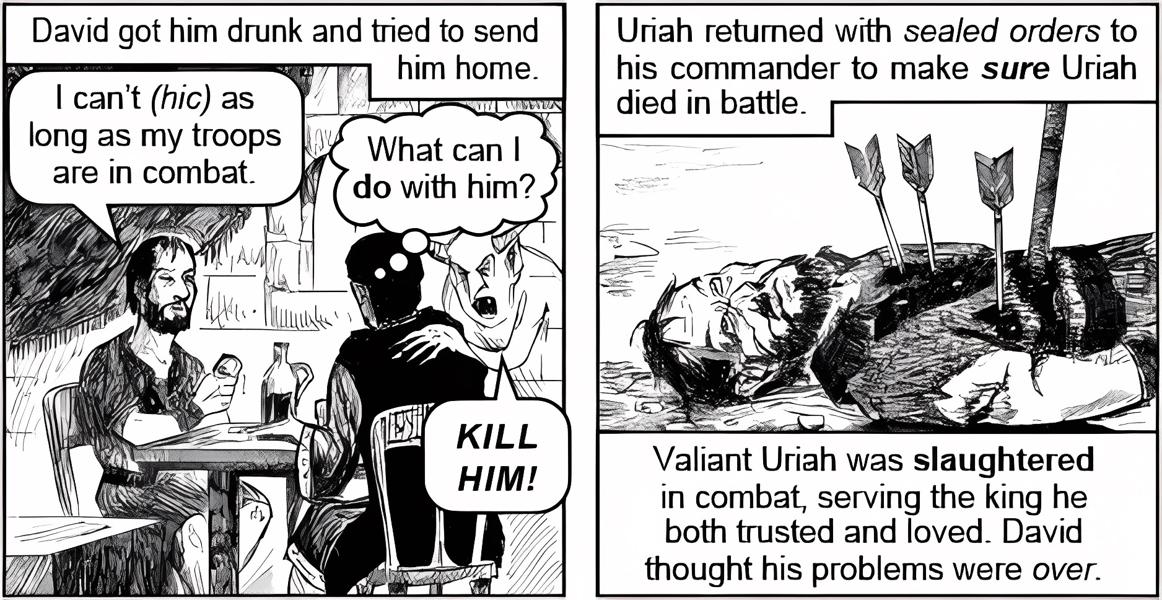 David got him drunk and tried to send
him home.
I can't (hic) as
long as my troops
are in combat.
What can I
do with him?
KILL
HIM!
Uriah returned with sealed orders to
his commander to make sure Uriah
died in battle.
Valiant Uriah was slaughtered
in combat, serving the king he
both trusted and loved. David
thought his problems were over.